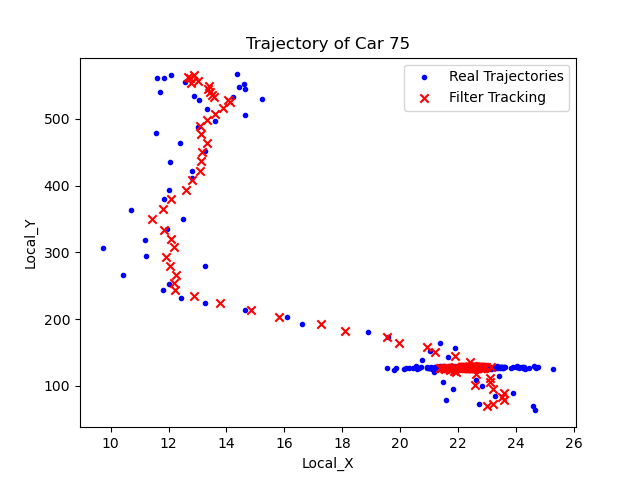 Trajectory of Car 75
Real Trajectories
Filter Tracking
Local_Y
500
400
300
200
100
10 12 14 16 18 20 22 24 26
Local_X